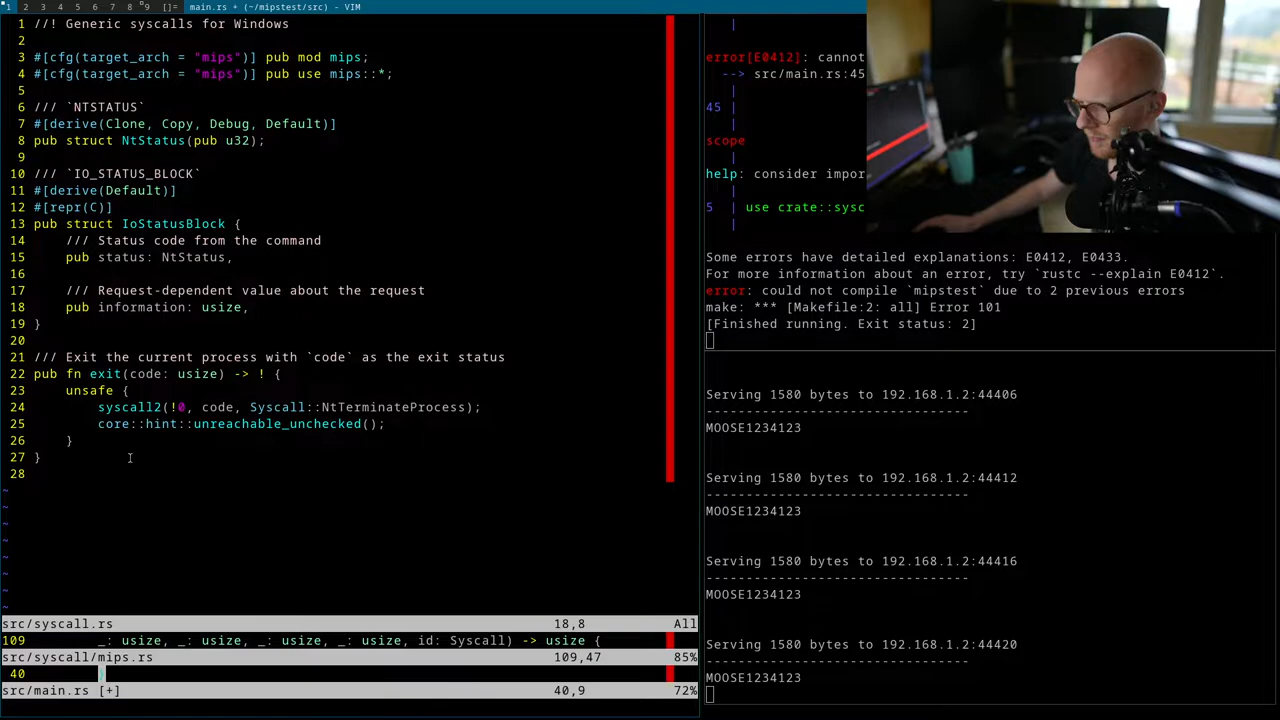 1 2 3 4 5 6 7 8 9 []= main.rs + (~/mipstest/src) - VIM
1 //! Generic syscalls for Windows
2
3 #[cfg(target_arch = "mips")] pub mod mips;
4 #[cfg(target_arch = "mips")] pub use mips::*;
5
6 /// `NTSTATUS`
7 #[derive(Clone, Copy, Debug, Default)]
8 pub struct NtStatus(pub u32);
9
10 /// `IO_STATUS_BLOCK`
11 #[derive(Default)]
12 #[repr(C)]
13 pub struct IoStatusBlock {
14 /// Status code from the command
15 pub status: NtStatus,
16
17 /// Request-dependent value about the request
18 pub information: usize,
19 }
20
21 /// Exit the current process with `code` as the exit status
22 pub fn exit(code: usize) -> ! {
23 unsafe {
24 syscall2(!0, code, Syscall::NtTerminateProcess);
25 core::hint::unreachable_unchecked();
26 }
27 }
28
~
~
~
~
~
~
~
~
src/syscall.rs 18,8 All
109 _: usize, _: usize, _: usize, _: usize, id: Syscall) -> usize {
src/syscall/mips.rs 109,47 85%
40 }
src/main.rs [+] 40,9 72%
|
error[E0412]: cannot
--> src/main.rs:45
|
45 |
|
scope
|
help: consider impor
|
5 | use crate::sysc
|
Some errors have detailed explanations: E0412, E0433.
For more information about an error, try `rustc --explain E0412`.
error: could not compile `mipstest` due to 2 previous errors
make: *** [Makefile:2: all] Error 101
[Finished running. Exit status: 2]
Serving 1580 bytes to 192.168.1.2:44406
---------------------------------
MOOSE1234123
Serving 1580 bytes to 192.168.1.2:44412
---------------------------------
MOOSE1234123
Serving 1580 bytes to 192.168.1.2:44416
---------------------------------
MOOSE1234123
Serving 1580 bytes to 192.168.1.2:44420
---------------------------------
MOOSE1234123